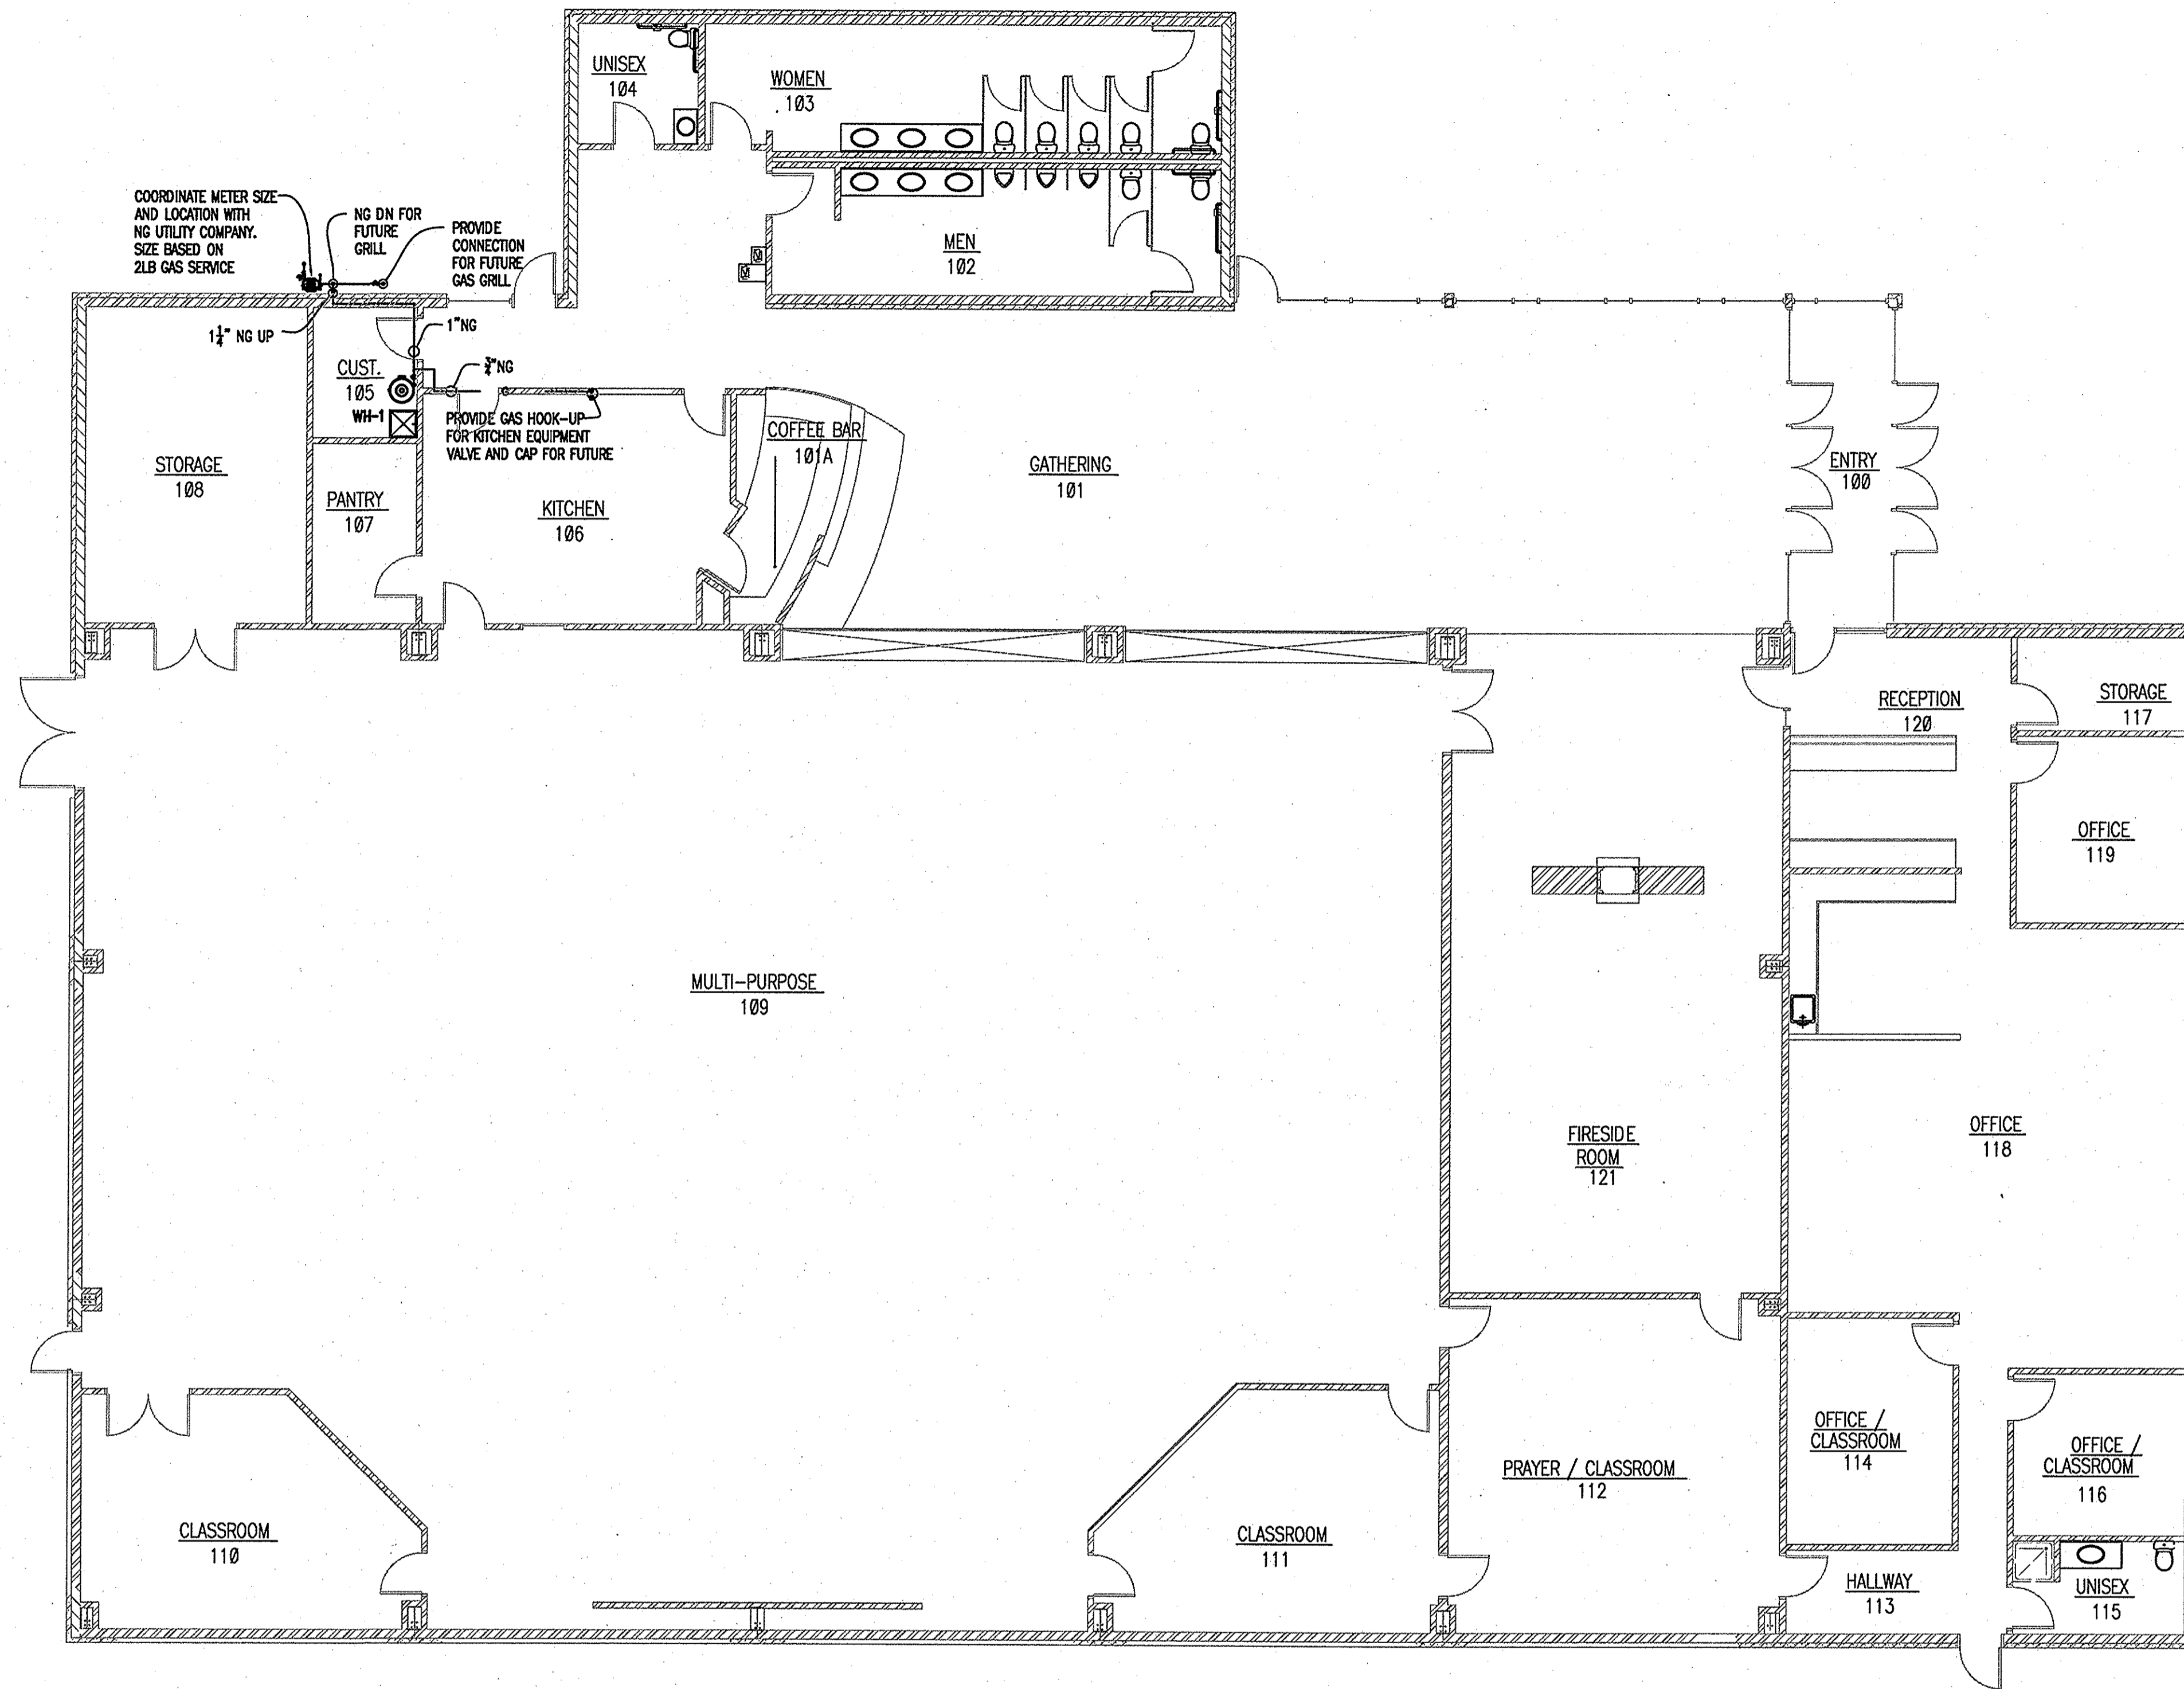 UNISEX
104
WOMEN
103
COORDINATE METER SIZE
AND LOCATION WITH
NG UTILITY COMPANY.
SIZE BASED ON
2LB GAS SERVICE
NG DN FOR
FUTURE
GRILL
PROVIDE
CONNECTION
FOR FUTURE
GAS GRILL
MEN
102
1¼" NG UP
1"NG
CUST.
105
¾"NG
WH-1
PROVIDE GAS HOOK-UP
FOR KITCHEN EQUIPMENT
VALVE AND CAP FOR FUTURE
COFFEE BAR
101A
STORAGE
108
PANTRY
107
KITCHEN
106
GATHERING
101
ENTRY
100
RECEPTION
120
STORAGE
117
OFFICE
119
MULTI-PURPOSE
109
FIRESIDE
ROOM
121
OFFICE
118
OFFICE /
CLASSROOM
114
OFFICE /
CLASSROOM
116
PRAYER / CLASSROOM
112
CLASSROOM
110
CLASSROOM
111
HALLWAY
113
UNISEX
115